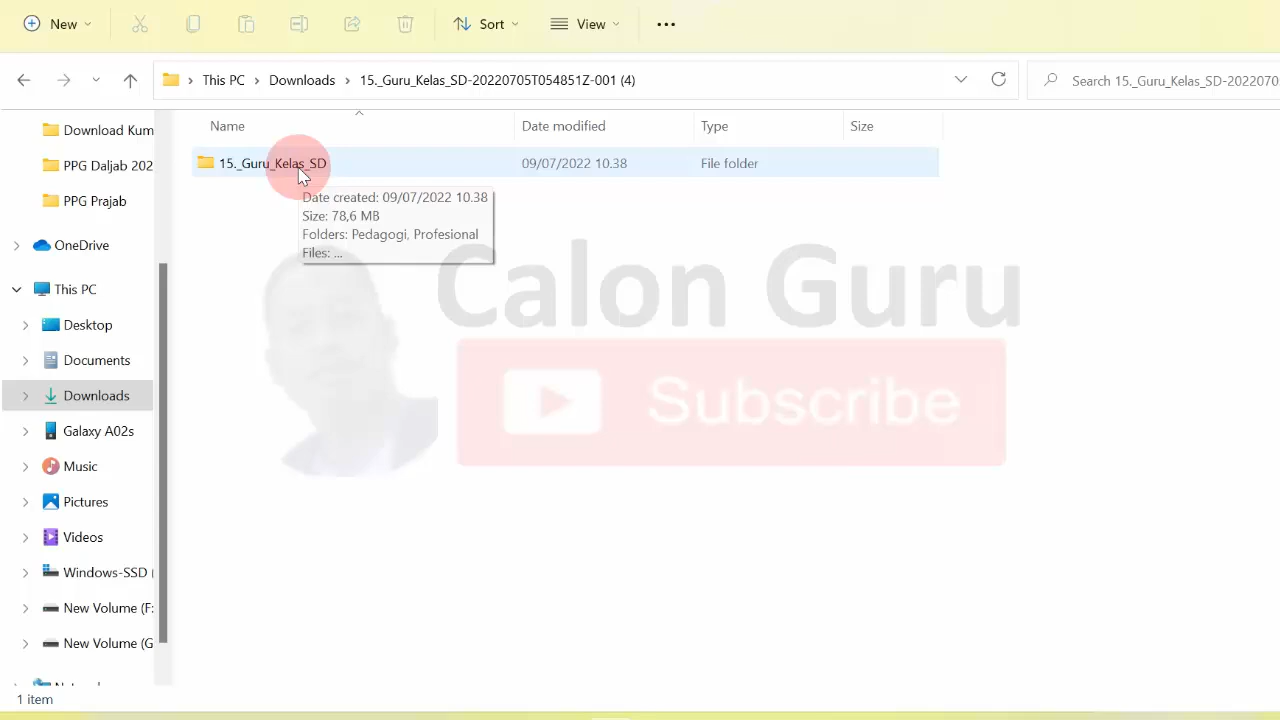 New
Sort
View
This PC > Downloads > 15._Guru_Kelas_SD-20220705T054851Z-001 (4)
Search 15._Guru_Kelas_SD-2022070
Name
Date modified
Type
Size
Download Kum
PPG Daljab 202
PPG Prajab
OneDrive
This PC
Desktop
Documents
Downloads
Galaxy A02s
Music
Pictures
Videos
Windows-SSD (
New Volume (F:
New Volume (G
15._Guru_Kelas_SD
09/07/2022 10.38
File folder
Date created: 09/07/2022 10.38
Size: 78,6 MB
Folders: Pedagogi, Profesional
Files: ...
Calon Guru
Subscribe
1 item